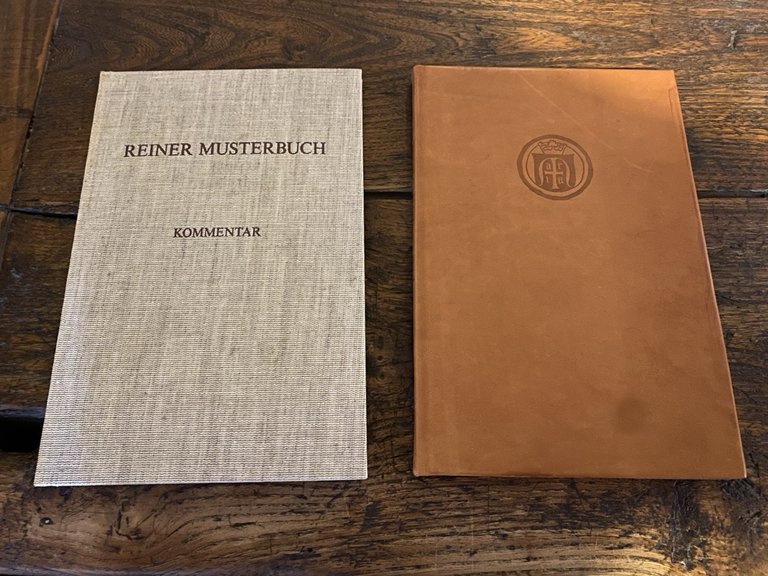 REINER MUSTERBUCH
KOMMENTAR